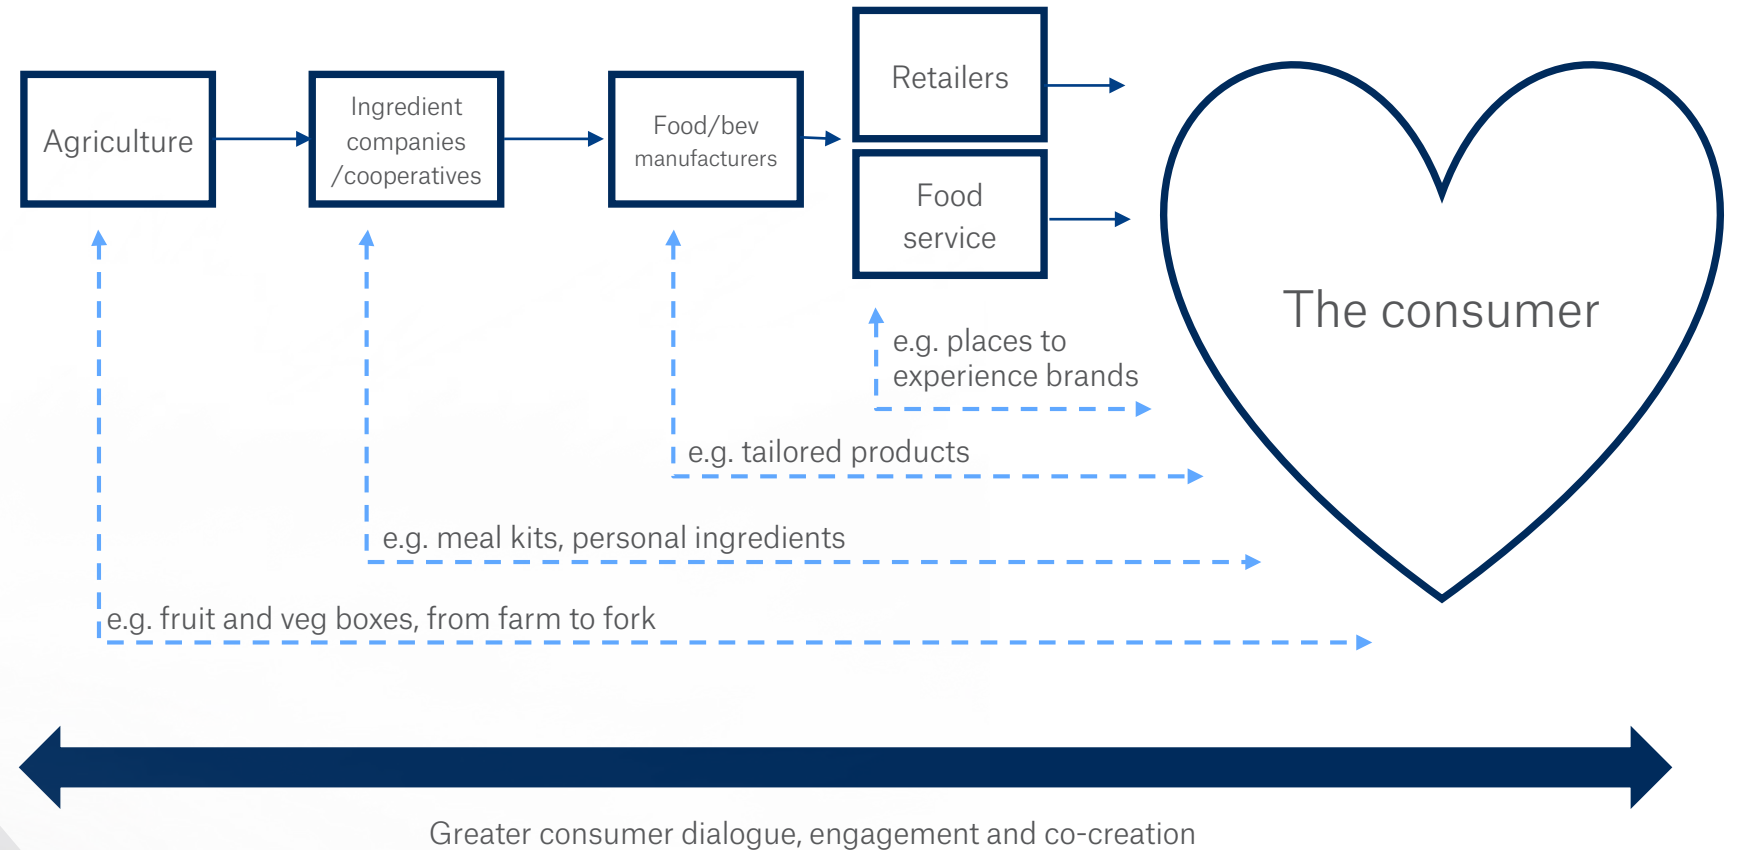 Agriculture
Ingredient
companies
/cooperatives
Food/bev
manufacturers
Retailers
Food
service
The consumer
e.g. places to
experience brands
e.g. tailored products
e.g. meal kits, personal ingredients
e.g. fruit and veg boxes, from farm to fork
Greater consumer dialogue, engagement and co-creation